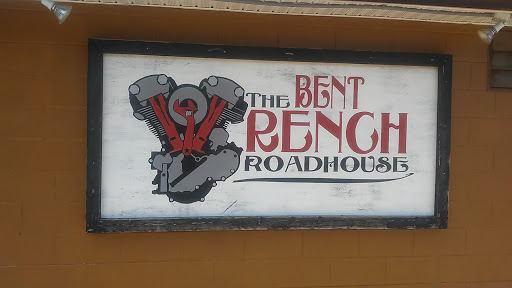 THE BENT
RENCH
ROADHOUSE